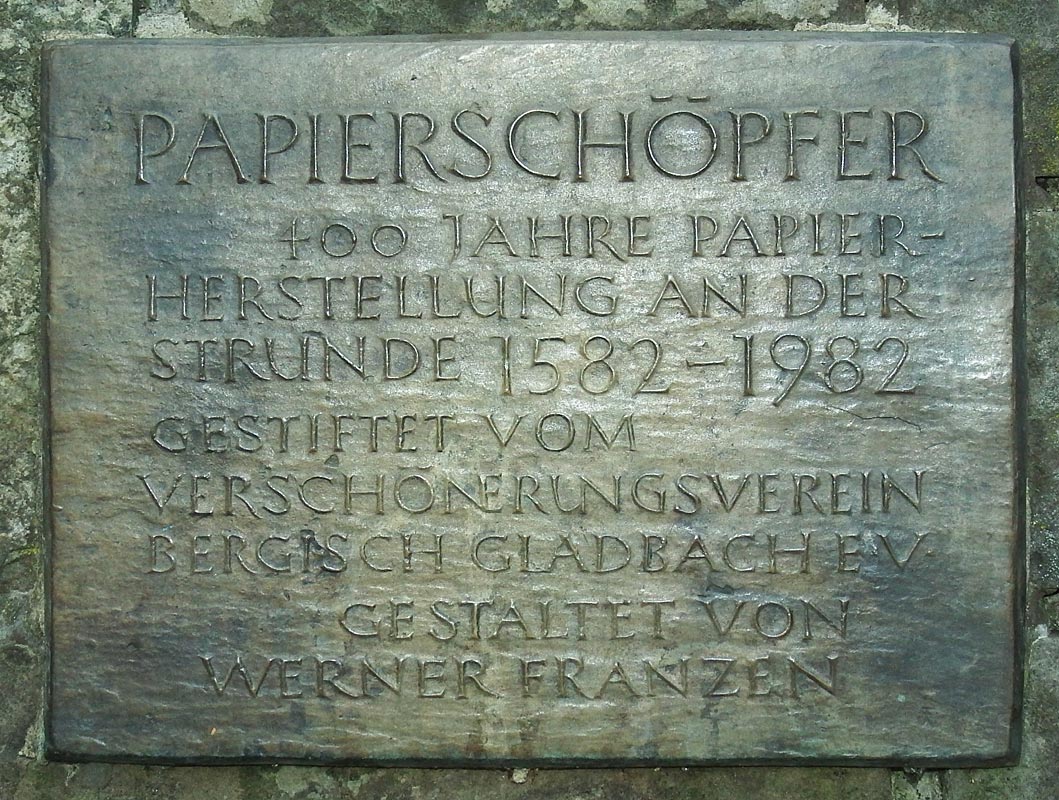 PAPIERSCHÖPFER
400 JAHRE PAPIER-
HERSTELLUNG AN DER
STRUNDE 1582-1982
GESTIFTET VOM
VERSCHÖNERUNGSVEREIN
BERGISCH GLADBACH EV
GESTALTET VON
WERNER FRANZEN